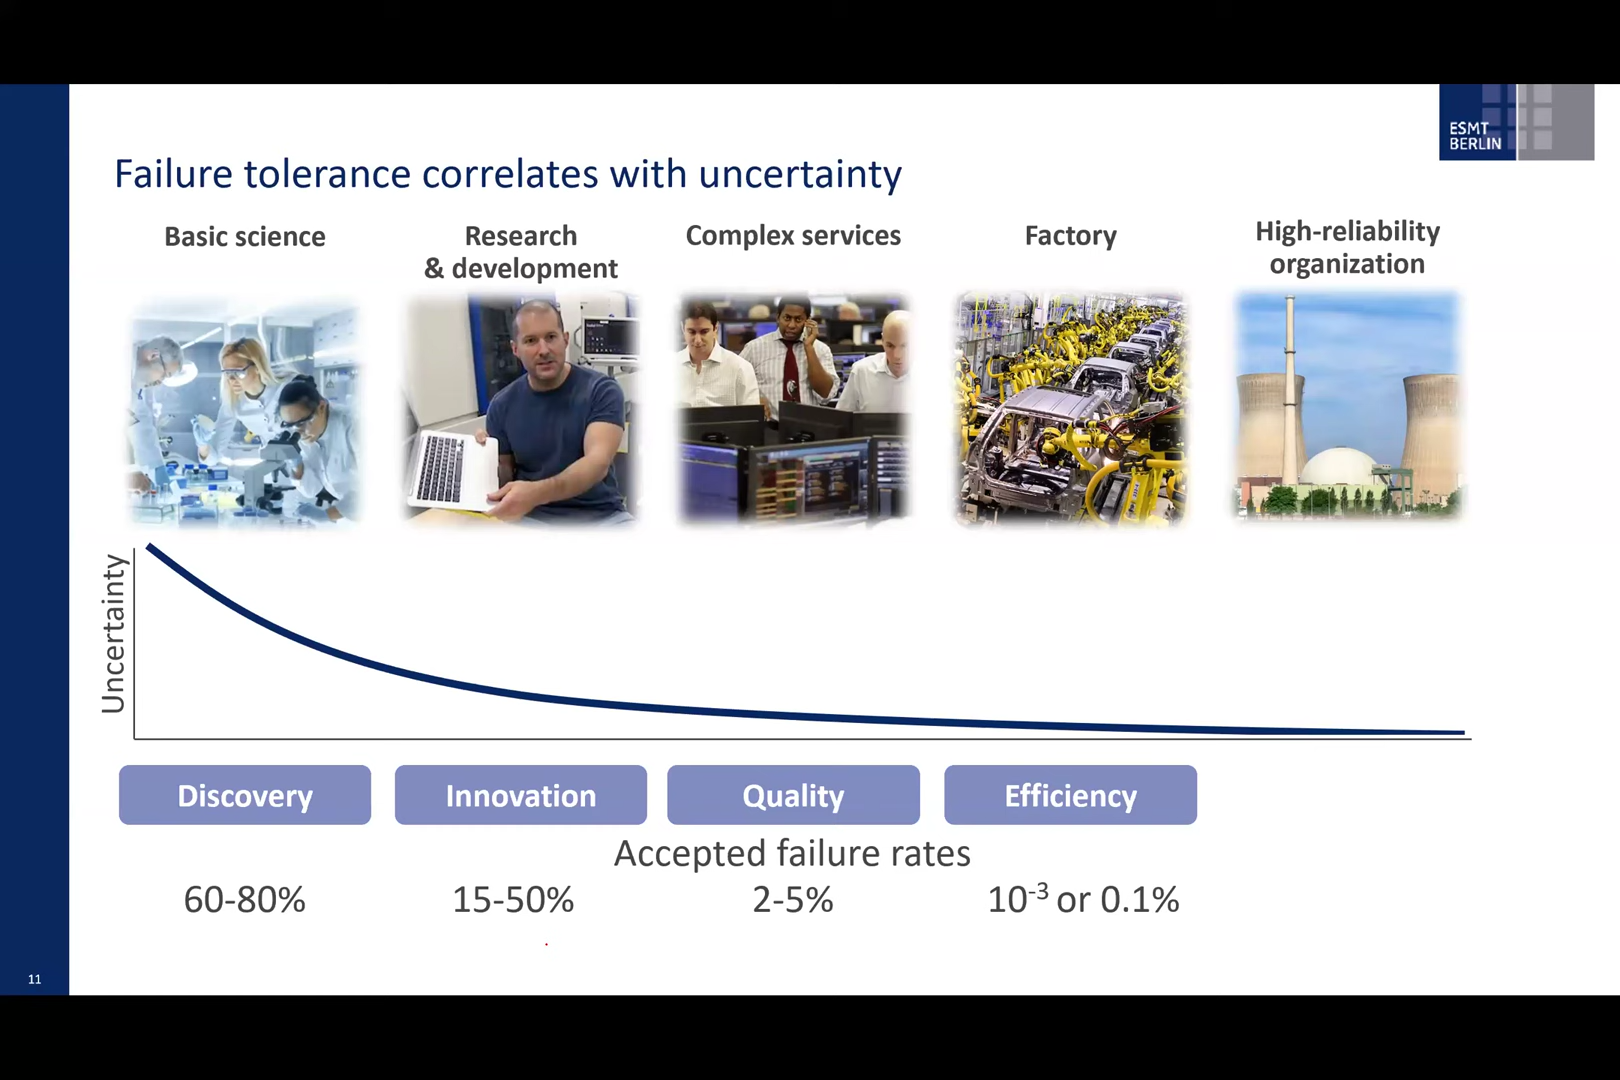 ESMT
BERLIN
Failure tolerance correlates with uncertainty
Basic science
Research
& development
Complex services
Factory
High-reliability
organization
Uncertainty
Discovery
Innovation
Quality
Efficiency
Accepted failure rates
60-80%
15-50%
2-5%
10⁻³ or 0.1%
11